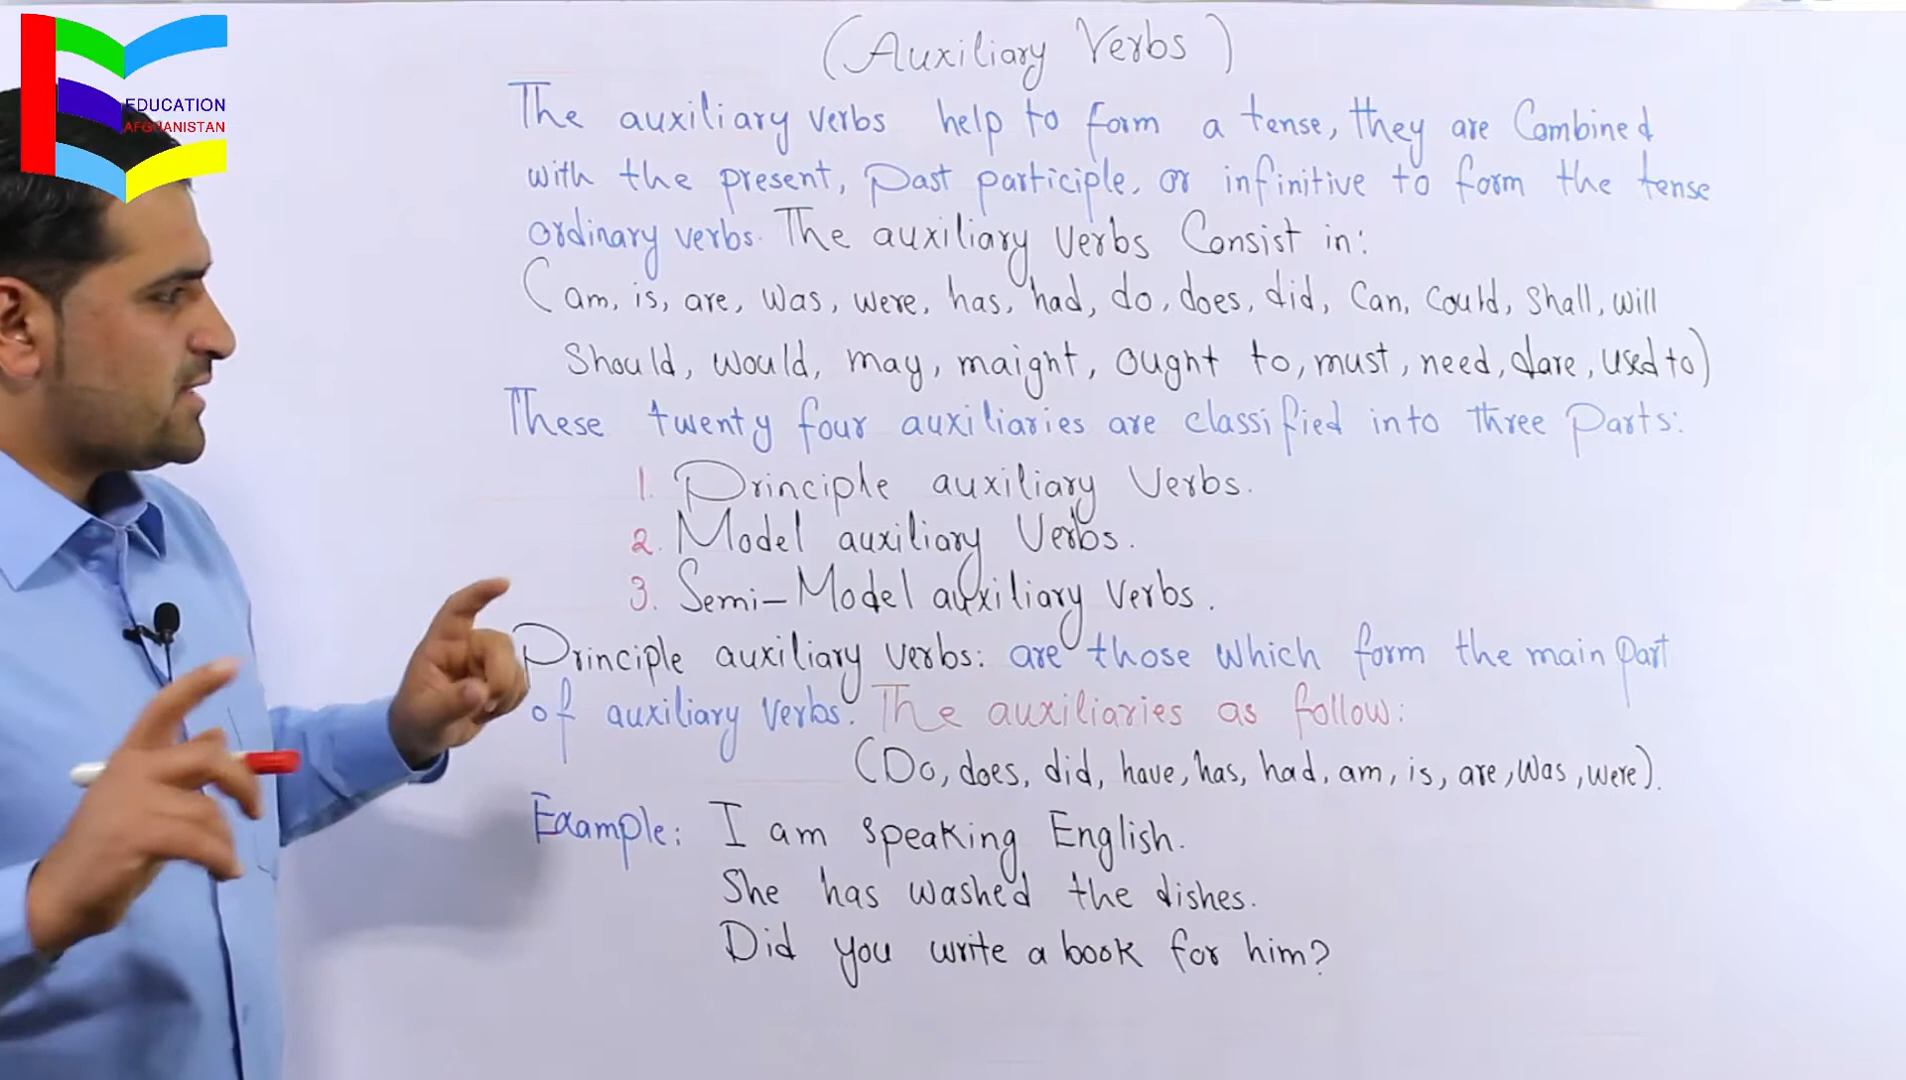 EDUCATION
AFGHANISTAN
(Auxiliary Verbs)
The auxiliary verbs help to form a tense, they are Combined
with the present, past participle, or infinitive to form the tense
ordinary verbs. The auxiliary verbs Consist in:
(am, is, are, was, were, has, had, do, does, did, Can, Could, Shall, will
Should, would, may, maight, ought to, must, need, dare, used to)
These twenty four auxiliaries are classified into three Parts:
1. Principle auxiliary Verbs.
2. Model auxiliary Verbs.
3. Semi-Model auxiliary verbs.
Principle auxiliary verbs: are those which form the main part
of auxiliary verbs. The auxiliaries as follow:
(Do, does, did, have, has, had, am, is, are, was, were).
Example: I am speaking English.
She has washed the dishes.
Did you write a book for him?